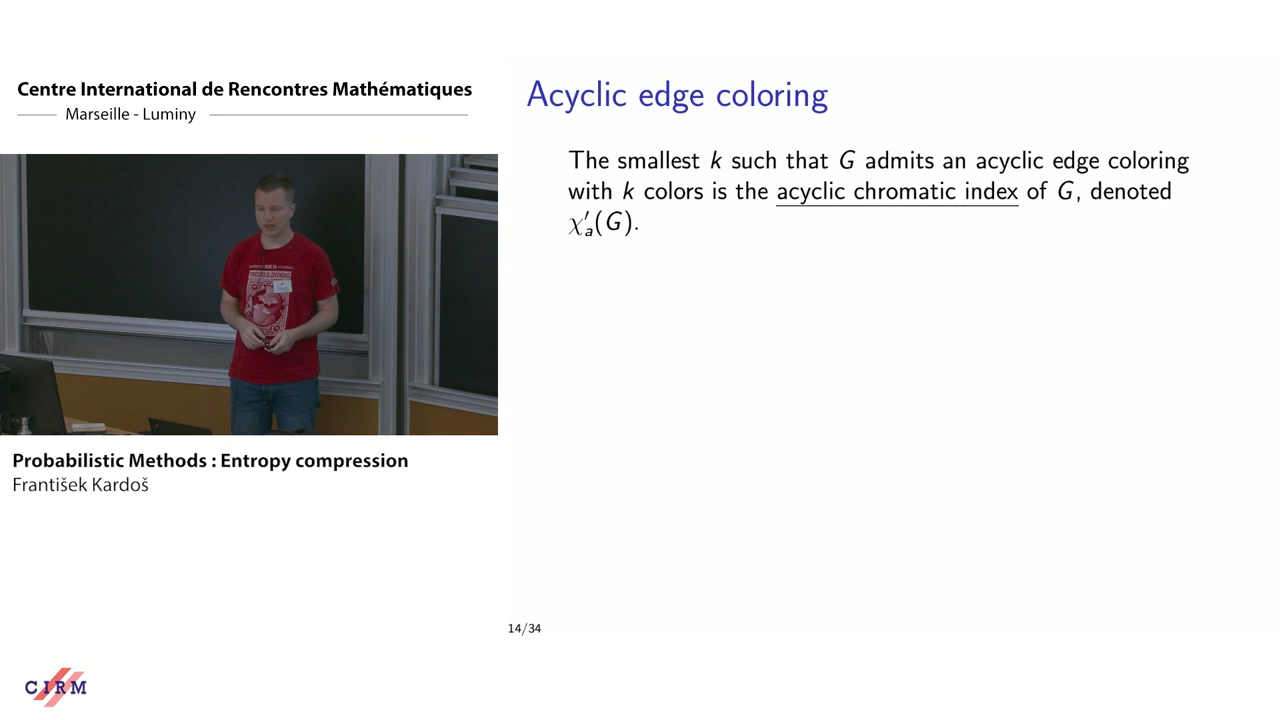 Centre International de Rencontres Mathématiques
Marseille - Luminy
Acyclic edge coloring
The smallest k such that G admits an acyclic edge coloring
with k colors is the acyclic chromatic index of G, denoted
χ′ₐ(G).
Probabilistic Methods : Entropy compression
František Kardoš
14/34
CIRM